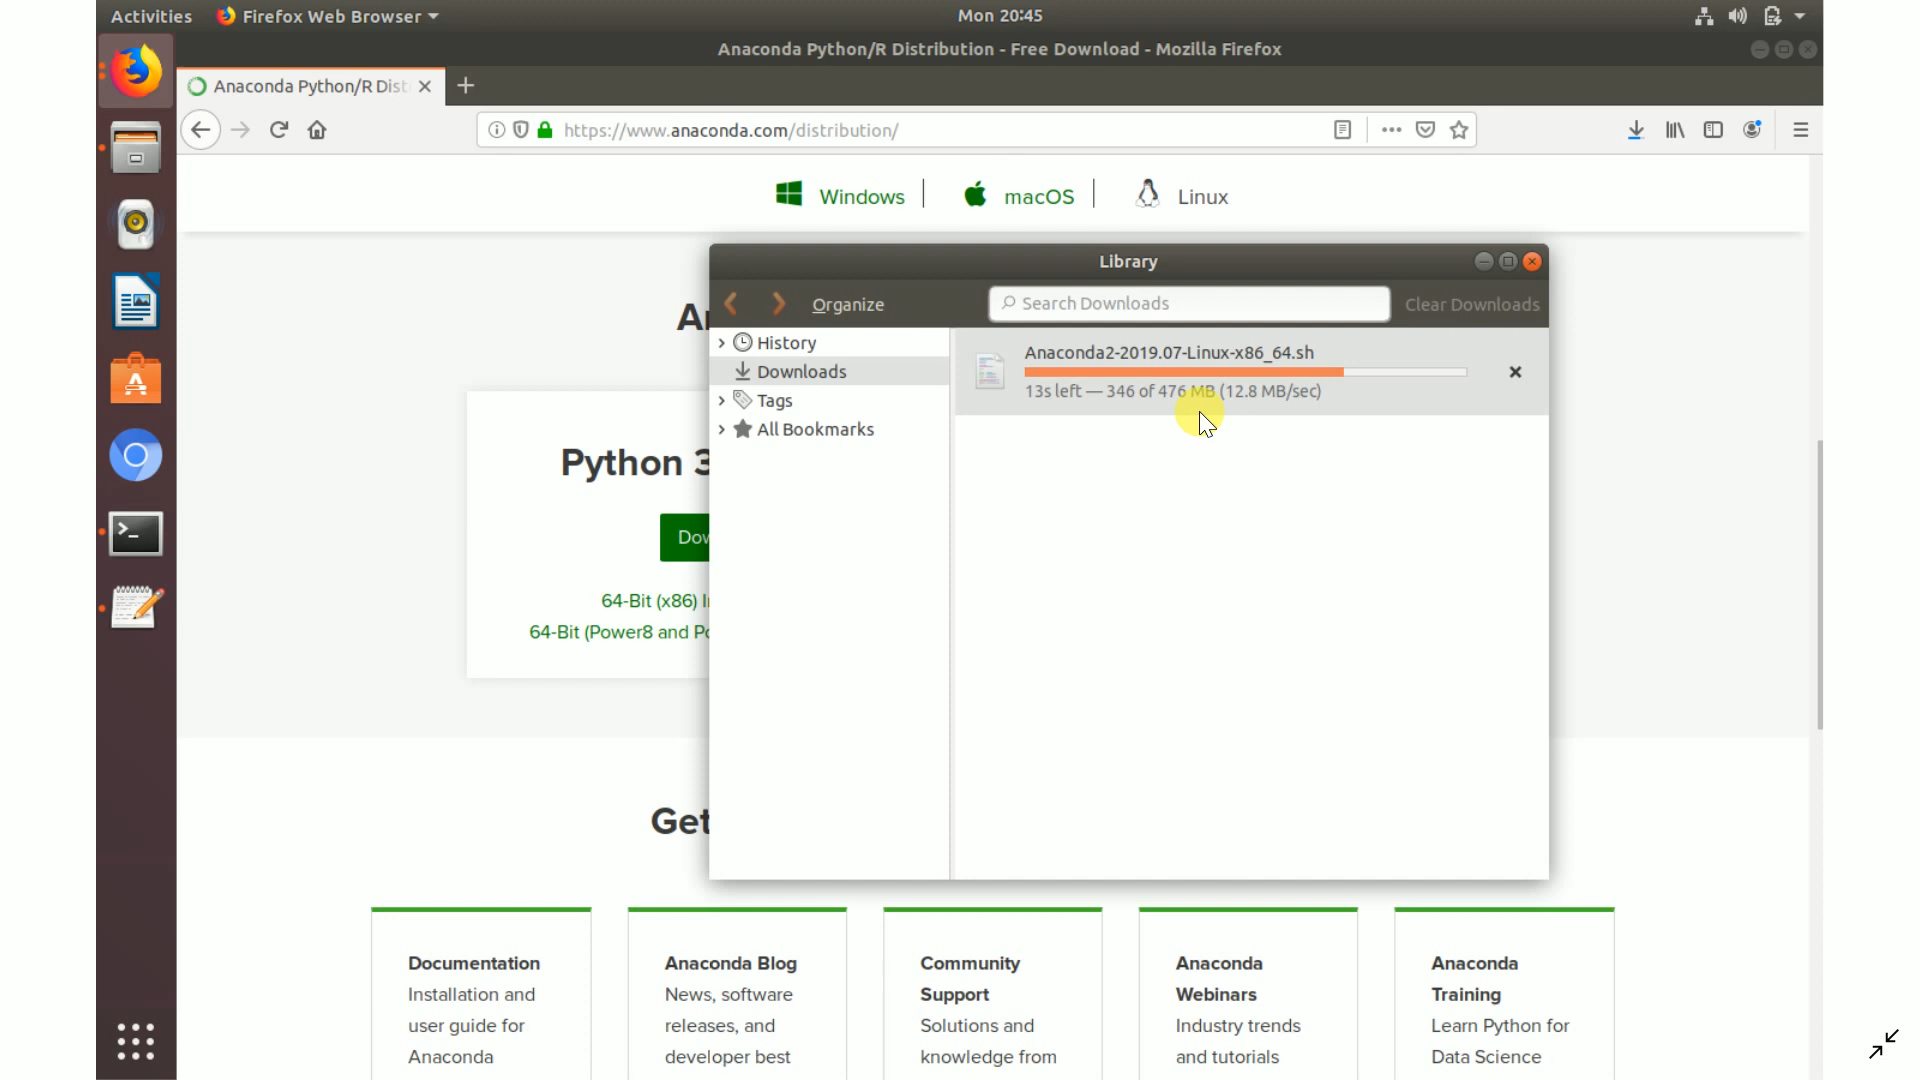 Activities
Firefox Web Browser
Mon 20:45
Anaconda Python/R Distribution - Free Download - Mozilla Firefox
Anaconda Python/R Dist
https://www.anaconda.com/distribution/
Windows
macOS
Linux
Library
Organize
Search Downloads
Clear Downloads
History
Downloads
Tags
All Bookmarks
Anaconda2-2019.07-Linux-x86_64.sh
13s left — 346 of 476 MB (12.8 MB/sec)
Python 3
64-Bit (x86)
64-Bit (Power8 and
Get
Documentation
Installation and
user guide for
Anaconda
Anaconda Blog
News, software
releases, and
developer best
Community
Support
Solutions and
knowledge from
Anaconda
Webinars
Industry trends
and tutorials
Anaconda
Training
Learn Python for
Data Science